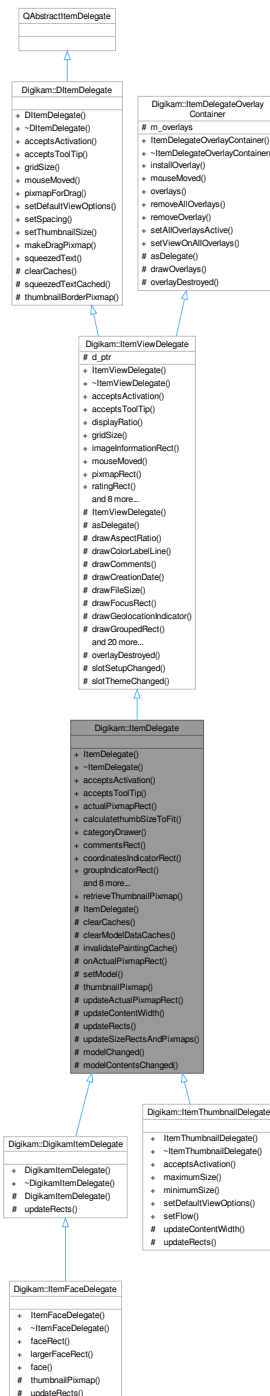 QAbstractItemDelegate
Digikam::DItemDelegate
+ DItemDelegate()
+ ~DItemDelegate()
+ acceptsActivation()
+ acceptsToolTip()
+ gridSize()
+ mouseMoved()
+ pixmapForDrag()
+ setDefaultViewOptions()
+ setSpacing()
+ setThumbnailSize()
+ makeDragPixmap()
+ squeezedText()
# clearCaches()
# squeezedTextCached()
# thumbnailBorderPixmap()
Digikam::ItemDelegateOverlay
Container
# m_overlays
+ ItemDelegateOverlayContainer()
+ ~ItemDelegateOverlayContainer()
+ installOverlay()
+ mouseMoved()
+ overlays()
+ removeAllOverlays()
+ removeOverlay()
+ setAllOverlaysActive()
+ setViewOnAllOverlays()
# asDelegate()
# drawOverlays()
# overlayDestroyed()
Digikam::ItemViewDelegate
# d_ptr
+ ItemViewDelegate()
+ ~ItemViewDelegate()
+ acceptsActivation()
+ acceptsToolTip()
+ displayRatio()
+ gridSize()
+ imageInformationRect()
+ mouseMoved()
+ pixmapRect()
+ ratingRect()
and 8 more...
# ItemViewDelegate()
# asDelegate()
# drawAspectRatio()
# drawColorLabelLine()
# drawComments()
# drawCreationDate()
# drawFileSize()
# drawFocusRect()
# drawGeolocationIndicator()
# drawGroupedRect()
and 20 more...
# overlayDestroyed()
# slotSetupChanged()
# slotThemeChanged()
Digikam::ItemDelegate
+ ItemDelegate()
+ ~ItemDelegate()
+ acceptsActivation()
+ acceptsToolTip()
+ actualPixmapRect()
+ calculatethumbSizeToFit()
+ categoryDrawer()
+ commentsRect()
+ coordinatesIndicatorRect()
+ groupIndicatorRect()
and 8 more...
+ retrieveThumbnailPixmap()
# ItemDelegate()
# clearCaches()
# clearModelDataCaches()
# invalidatePaintingCache()
# onActualPixmapRect()
# setModel()
# thumbnailPixmap()
# updateActualPixmapRect()
# updateContentWidth()
# updateRects()
# updateSizeRectsAndPixmaps()
# modelChanged()
# modelContentsChanged()
Digikam::DigikamItemDelegate
+ DigikamItemDelegate()
+ ~DigikamItemDelegate()
# DigikamItemDelegate()
# updateRects()
Digikam::ItemThumbnailDelegate
+ ItemThumbnailDelegate()
+ ~ItemThumbnailDelegate()
+ acceptsActivation()
+ maximumSize()
+ minimumSize()
+ setDefaultViewOptions()
+ setFlow()
# updateContentWidth()
# updateRects()
Digikam::ItemFaceDelegate
+ ItemFaceDelegate()
+ ~ItemFaceDelegate()
+ faceRect()
+ largerFaceRect()
+ face()
# thumbnailPixmap()
# updateRects()